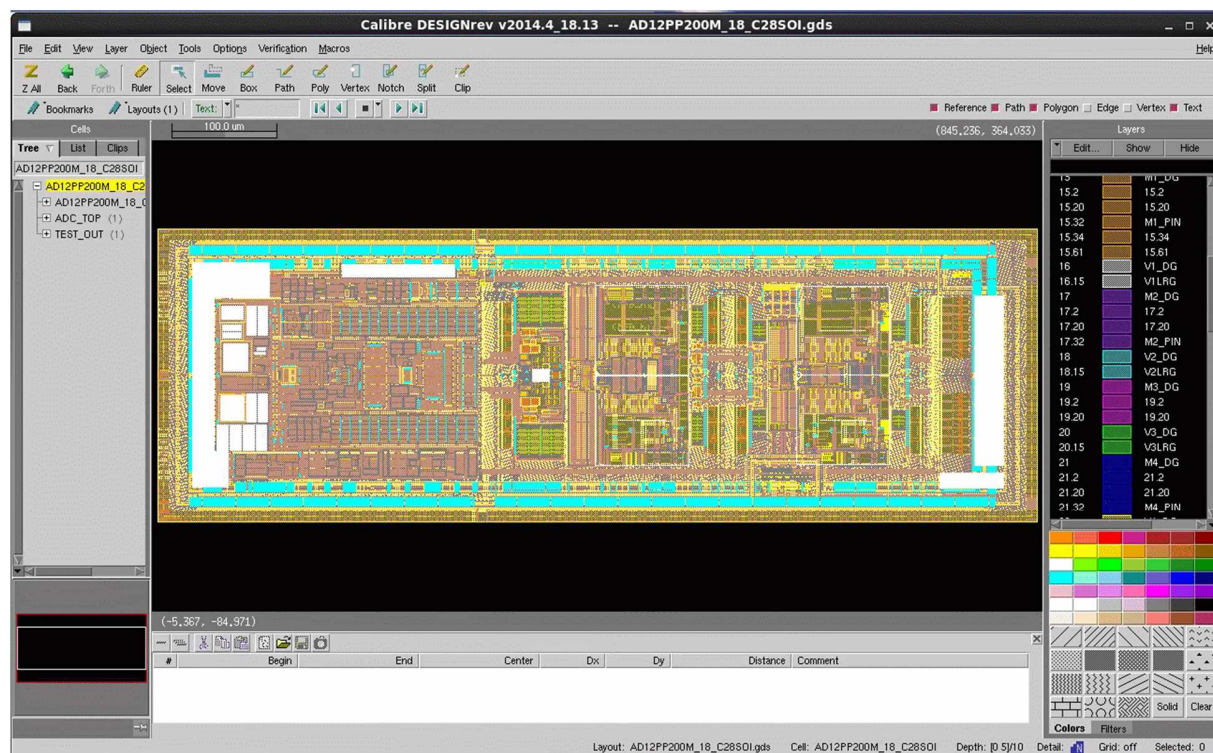 Calibre DESIGNrev v2014.4_18.13 -- AD12PP200M_18_C28SOI.gds
File Edit View Layer Object Tools Options Verification Macros Help
Z All Back Forth Ruler Select Move Box Path Poly Vertex Notch Split Clip
Bookmarks Layouts (1) Text: * Reference Path Polygon Edge Vertex Text
Cells
Tree List Clips
AD12PP200M_18_C28SOI
AD12PP200M_18_C2
AD12PP200M_18_C
ADC_TOP (1)
TEST_OUT (1)
100.0 um
(845.236, 364.033)
(-5.367, -84.971)
# Begin End Center Dx Dy Distance Comment
Layers
Edit... Show Hide
15 M1_DG
15.2 15.2
15.20 15.20
15.32 M1_PIN
15.34 15.34
15.61 15.61
16 V1_DG
16.15 V1LRG
17 M2_DG
17.2 17.2
17.20 17.20
17.32 M2_PIN
18 V2_DG
18.15 V2LRG
19 M3_DG
19.2 19.2
19.20 19.20
20 V3_DG
20.15 V3LRG
21 M4_DG
21.2 21.2
21.20 21.20
21.32 M4_PIN
Solid Clear
Colors Filters
Layout: AD12PP200M_18_C28SOI.gds Cell: AD12PP200M_18_C28SOI Depth: [0 5]/10 Detail: Grid: off Selected: 0